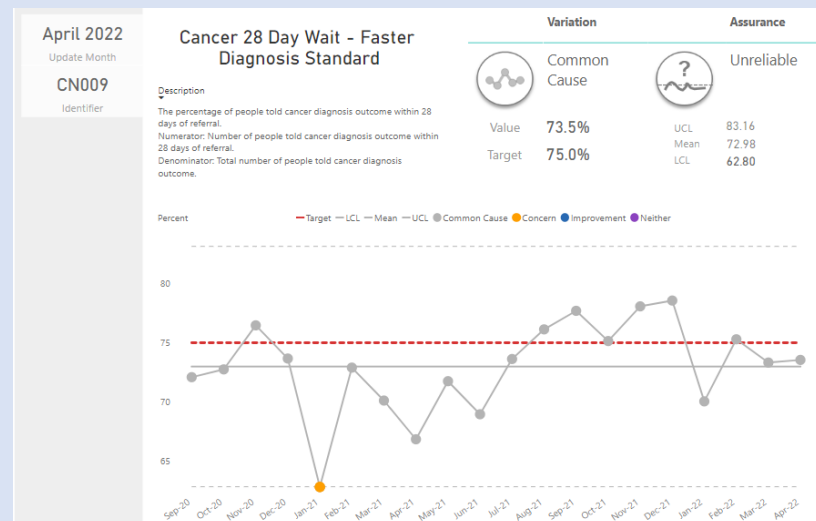 April 2022
Update Month
CN009
Identifier
Cancer 28 Day Wait - Faster
Diagnosis Standard
Description
The percentage of people told cancer diagnosis outcome within 28
days of referral.
Numerator: Number of people told cancer diagnosis outcome within
28 days of referral.
Denominator: Total number of people told cancer diagnosis
outcome.
Variation
Assurance
Common
Cause
?
Unreliable
Value 73.5%
Target 75.0%
UCL 83.16
Mean 72.98
LCL 62.80
Percent
Target LCL Mean UCL Common Cause Concern Improvement Neither
80
75
70
65
Sep-20 Oct-20 Nov-20 Dec-20 Jan-21 Feb-21 Mar-21 Apr-21 May-21 Jun-21 Jul-21 Aug-21 Sep-21 Oct-21 Nov-21 Dec-21 Jan-22 Feb-22 Mar-22 Apr-22